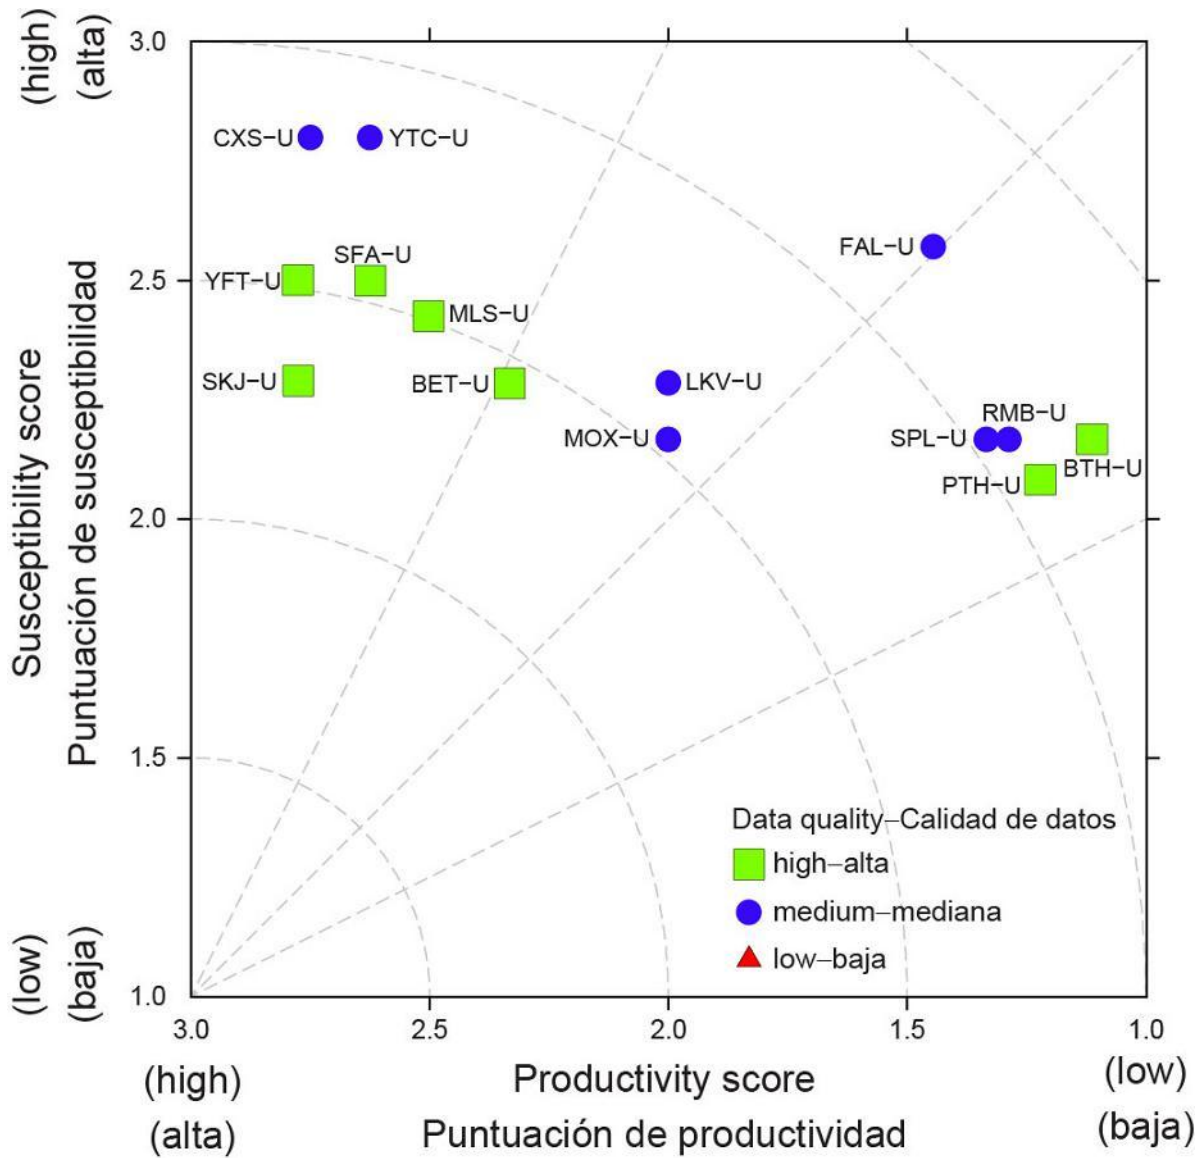 (high)
(alta)
Susceptibility score
Puntuación de susceptibilidad
(low)
(baja)
3.0
2.5
2.0
1.5
1.0
CXS−U
YTC−U
FAL−U
SFA−U
YFT−U
MLS−U
SKJ−U
BET−U
LKV−U
MOX−U
RMB−U
SPL−U
BTH−U
PTH−U
Data quality–Calidad de datos
high–alta
medium–mediana
low–baja
3.0
2.5
2.0
1.5
1.0
(high)
(alta)
Productivity score
Puntuación de productividad
(low)
(baja)